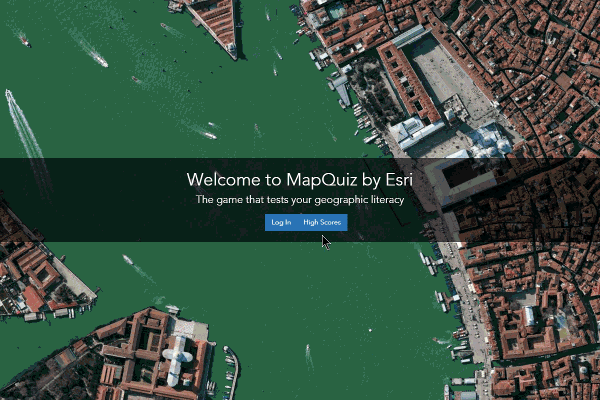 Welcome to MapQuiz by Esri
The game that tests your geographic literacy
Log In High Scores